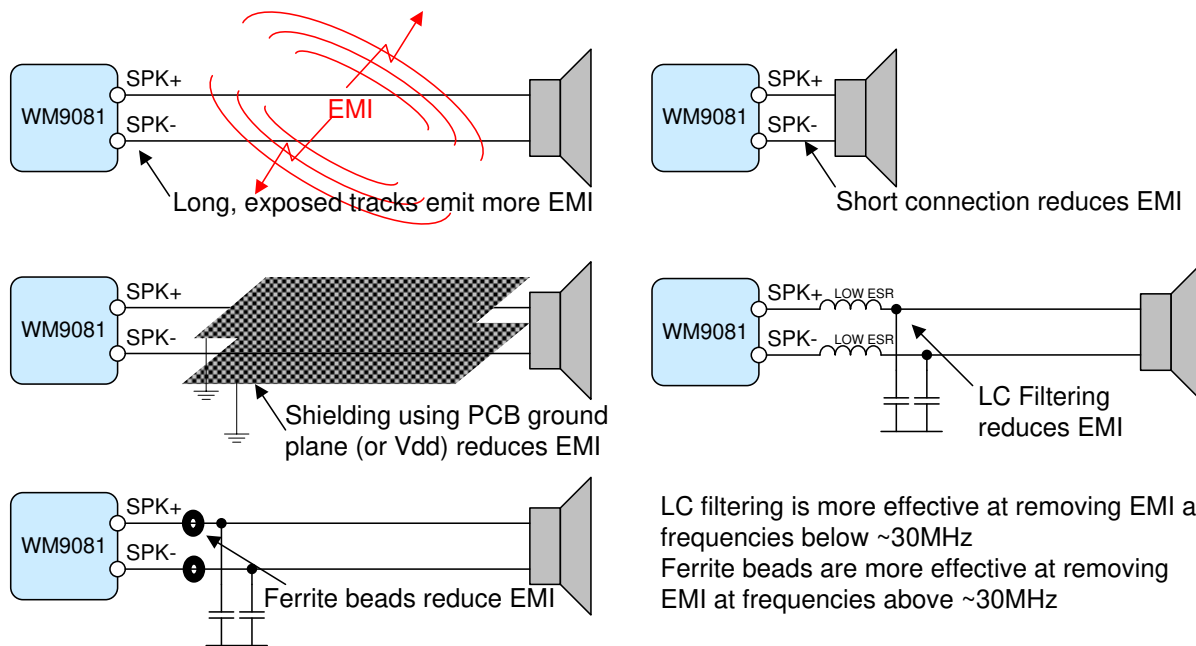 SPK+
WM9081
EMI
SPK-
Long, exposed tracks emit more EMI
SPK+
WM9081
SPK-
Short connection reduces EMI
SPK+
WM9081
SPK-
Shielding using PCB ground
plane (or Vdd) reduces EMI
SPK+
LOW ESR
WM9081
SPK-
LOW ESR
LC Filtering
reduces EMI
SPK+
WM9081
SPK-
Ferrite beads reduce EMI
LC filtering is more effective at removing EMI a
frequencies below ~30MHz
Ferrite beads are more effective at removing
EMI at frequencies above ~30MHz